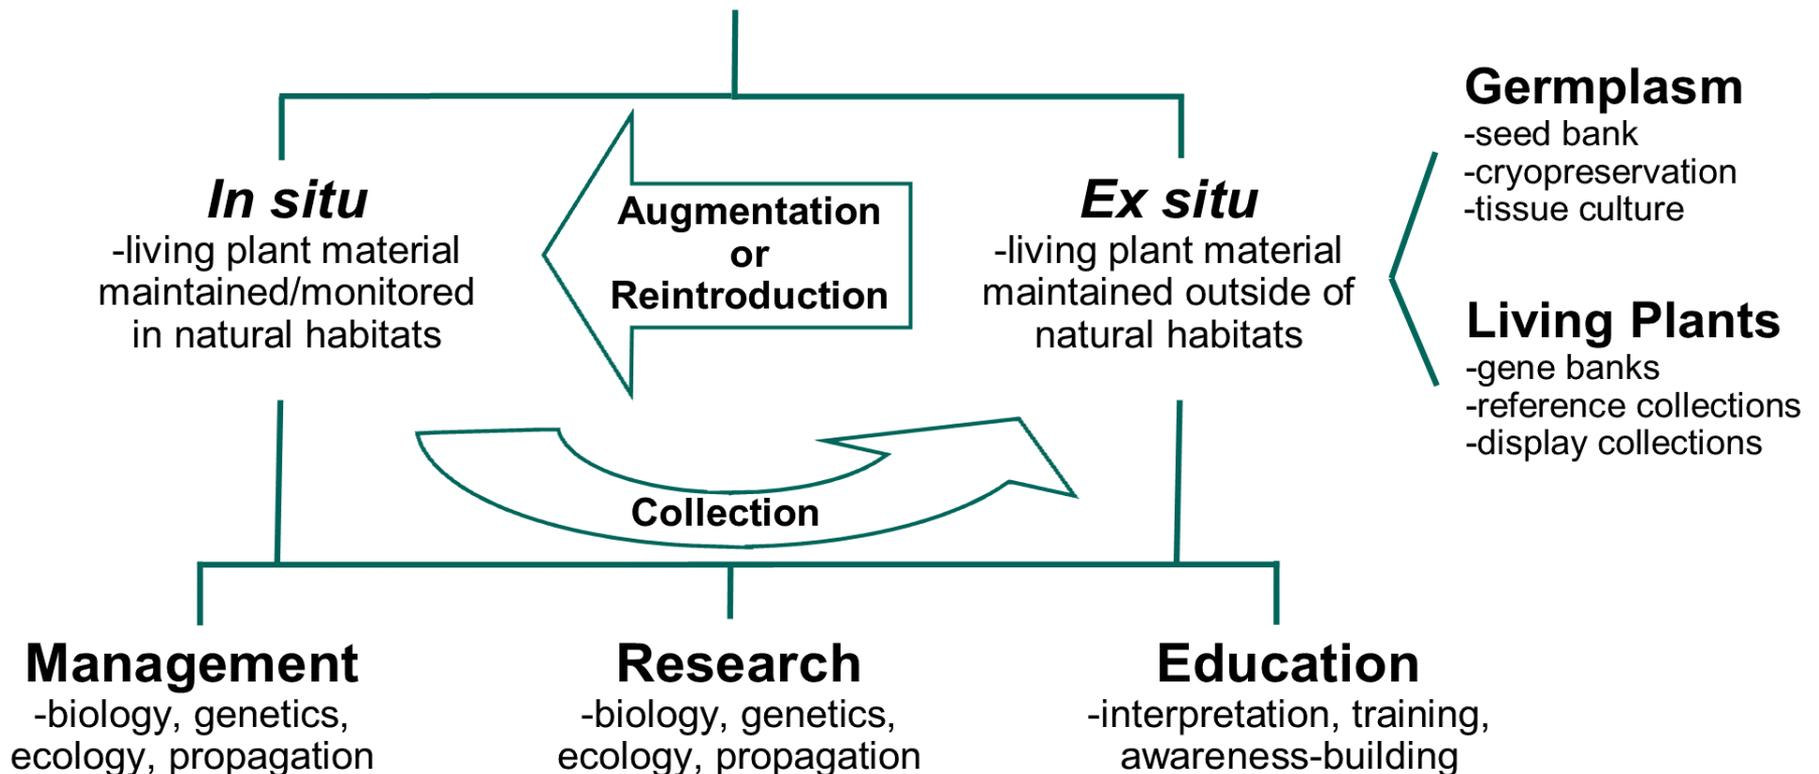 In situ
-living plant material
maintained/monitored
in natural habitats
Augmentation
or
Reintroduction
Ex situ
-living plant material
maintained outside of
natural habitats
Germplasm
-seed bank
-cryopreservation
-tissue culture
Living Plants
-gene banks
-reference collections
-display collections
Collection
Management
-biology, genetics,
ecology, propagation
Research
-biology, genetics,
ecology, propagation
Education
-interpretation, training,
awareness-building